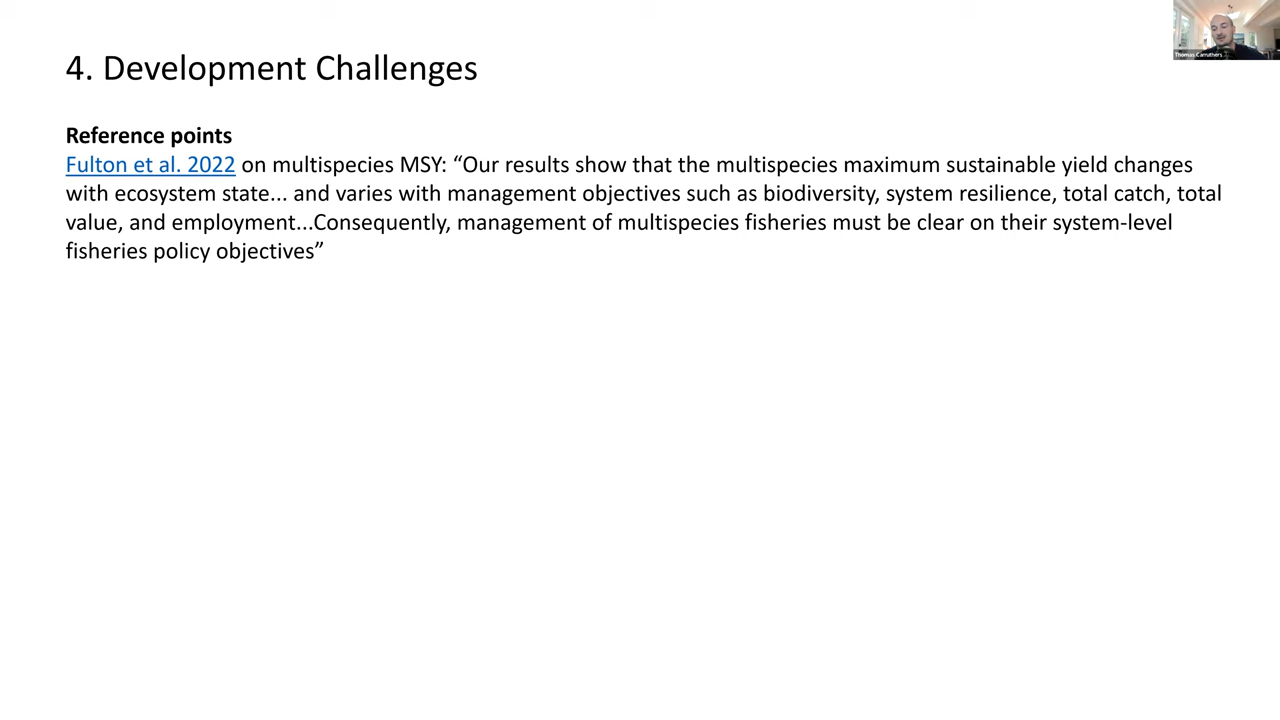 4. Development Challenges
Thomas Carruthers
Reference points
Fulton et al. 2022 on multispecies MSY: “Our results show that the multispecies maximum sustainable yield changes
with ecosystem state... and varies with management objectives such as biodiversity, system resilience, total catch, total
value, and employment...Consequently, management of multispecies fisheries must be clear on their system-level
fisheries policy objectives”